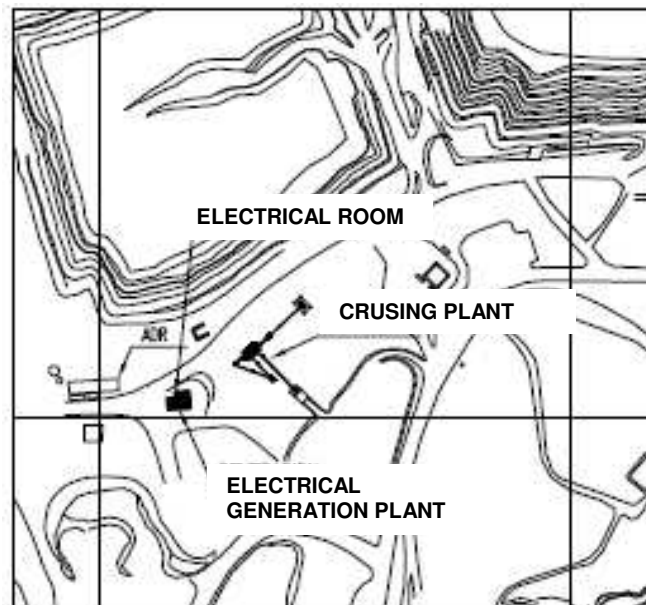 ELECTRICAL ROOM
CRUSING PLANT
ADR
ELECTRICAL
GENERATION PLANT